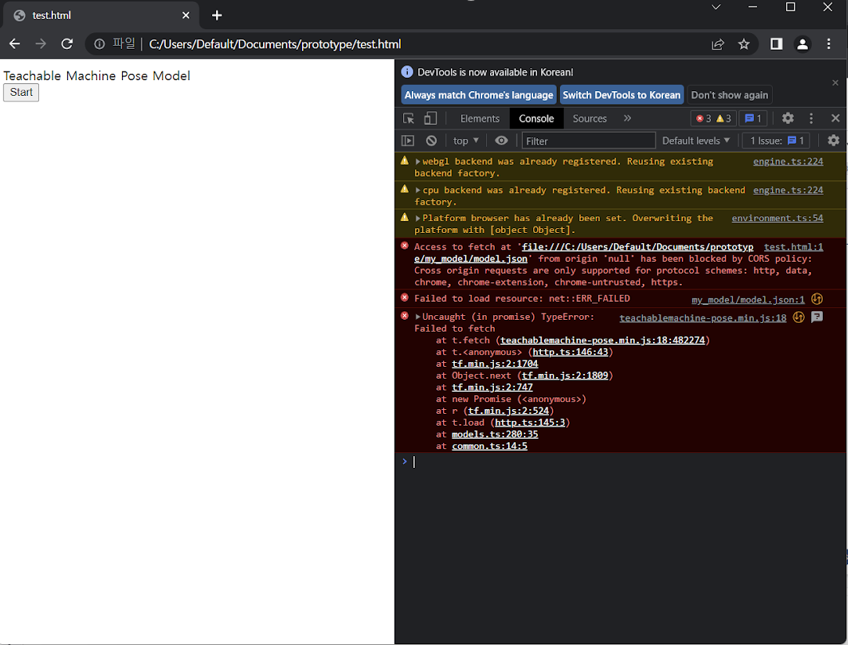 test.html
파일 | C:/Users/Default/Documents/prototype/test.html
Teachable Machine Pose Model
Start
DevTools is now available in Korean!
Always match Chrome's language Switch DevTools to Korean Don't show again
Elements Console Sources 3 3 1
top Filter Default levels 1 Issue: 1
webgl backend was already registered. Reusing existing engine.ts:224
backend factory.
cpu backend was already registered. Reusing existing backend engine.ts:224
factory.
Platform browser has already been set. Overwriting the environment.ts:54
platform with [object Object].
Access to fetch at 'file:///C:/Users/Default/Documents/prototyp test.html:1
e/my_model/model.json' from origin 'null' has been blocked by CORS policy:
Cross origin requests are only supported for protocol schemes: http, data,
chrome, chrome-extension, chrome-untrusted, https.
Failed to load resource: net::ERR_FAILED my_model/model.json:1
Uncaught (in promise) TypeError: teachablemachine-pose.min.js:18
Failed to fetch
at t.fetch (teachablemachine-pose.min.js:18:482274)
at t.<anonymous> (http.ts:146:43)
at tf.min.js:2:1704
at Object.next (tf.min.js:2:1809)
at tf.min.js:2:747
at new Promise (<anonymous>)
at r (tf.min.js:2:524)
at t.load (http.ts:145:3)
at models.ts:280:35
at common.ts:14:5